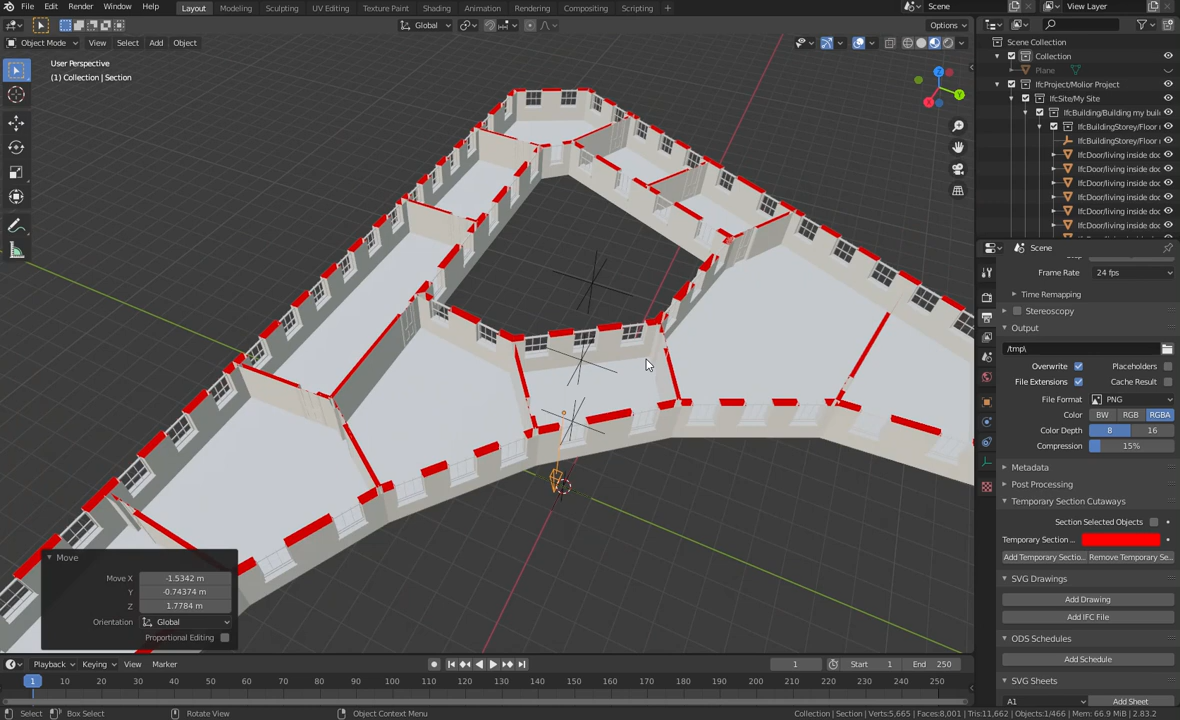 File Edit Render Window Help
Layout Modeling Sculpting UV Editing Texture Paint Shading Animation Rendering Compositing Scripting +
Scene
View Layer
Global
Options
Object Mode View Select Add Object
User Perspective
(1) Collection | Section
Z
Y
X
Scene Collection
Collection
Plane
IfcProject/Molior Project
IfcSite/My Site
IfcBuilding/Building my buil
IfcBuildingStorey/Floor
IfcBuildingStorey/Floor
IfcDoor/living inside doo
IfcDoor/living inside doo
IfcDoor/living inside doo
IfcDoor/living inside doo
IfcDoor/living inside doo
IfcDoor/living inside doo
Scene
Frame Rate 24 fps
Time Remapping
Stereoscopy
Output
/tmp\
Overwrite Placeholders
File Extensions Cache Result
File Format PNG
Color BW RGB RGBA
Color Depth 8 16
Compression 15%
Metadata
Post Processing
Temporary Section Cutaways
Section Selected Objects
Temporary Section ...
Add Temporary Sectio... Remove Temporary Se...
SVG Drawings
Add Drawing
Add IFC File
ODS Schedules
Add Schedule
SVG Sheets
A1 Add Sheet
Move
Move X -1.5342 m
Y -0.74374 m
Z 1.7784 m
Orientation Global
Proportional Editing
Playback Keying View Marker
1 Start 1 End 250
1 10 20 30 40 50 60 70 80 90 100 110 120 130 140 150 160 170 180 190 200 210 220 230 240 250
Select Box Select Rotate View Object Context Menu
Collection | Section | Verts:5,665 | Faces:8,001 | Tris:11,662 | Objects:1/466 | Mem: 66.9 MiB | 2.83.2